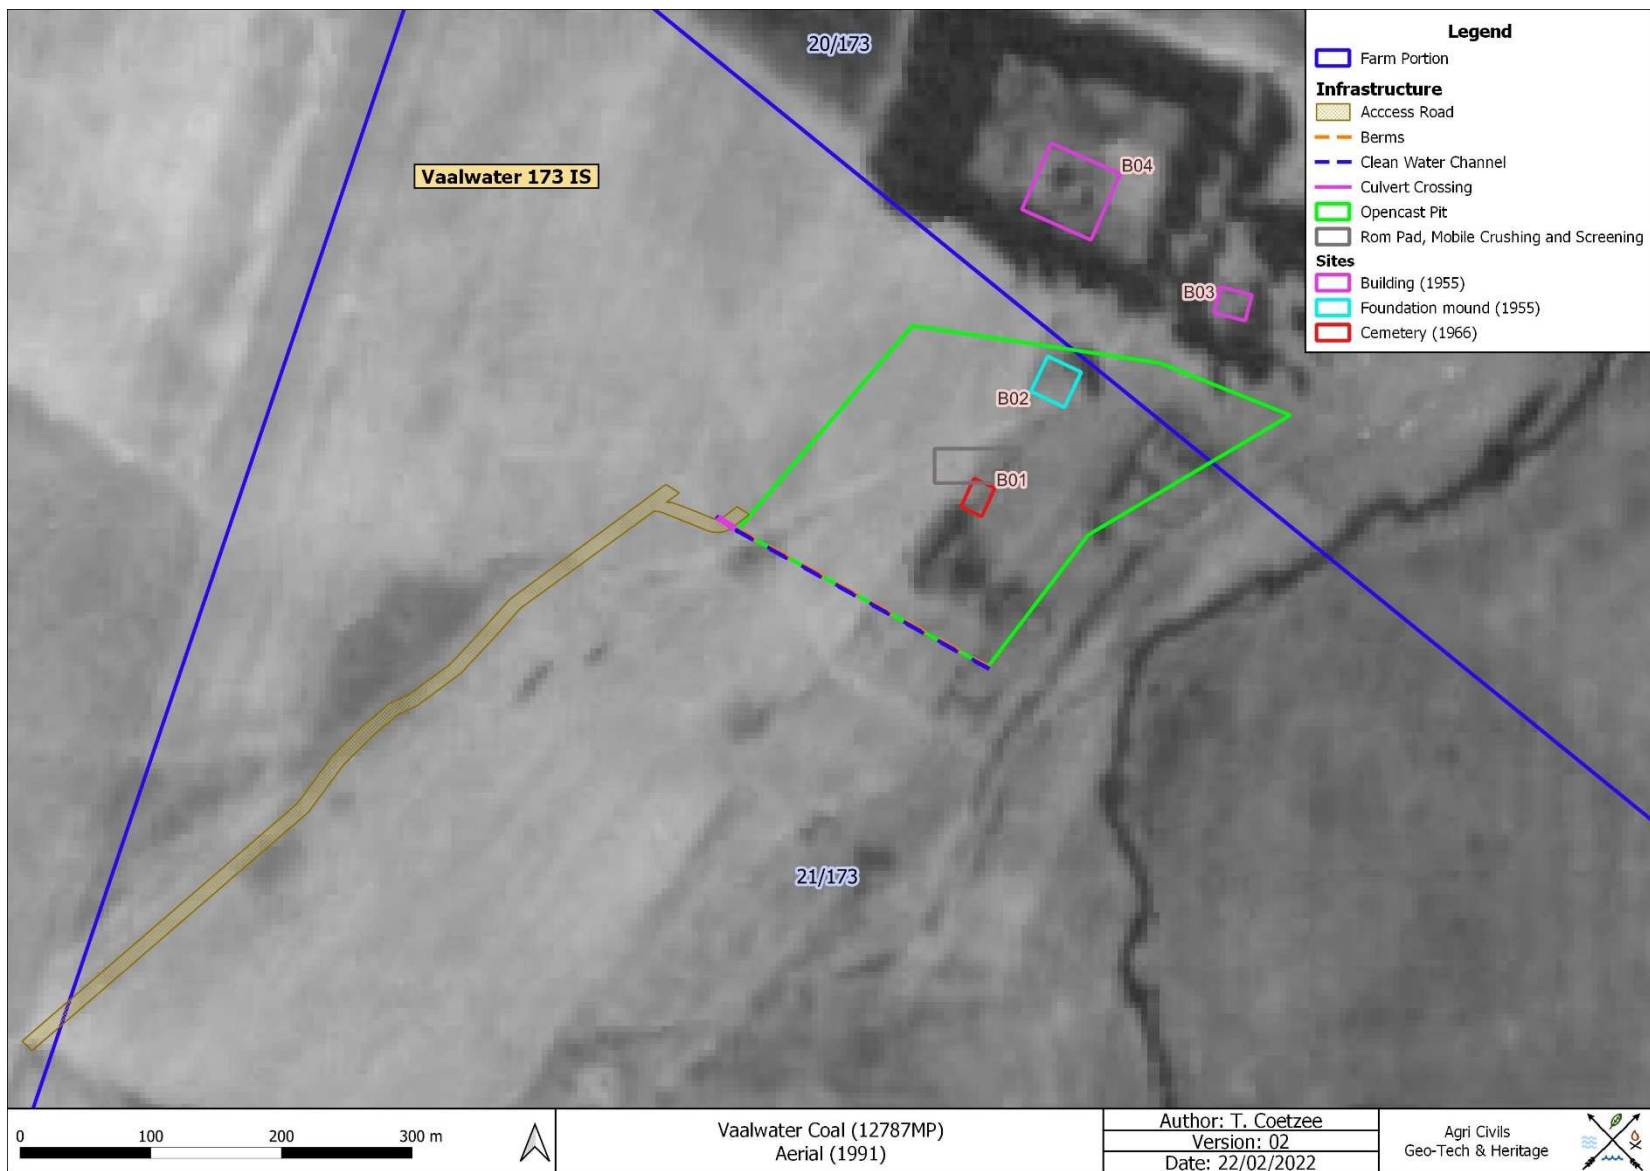 20/173
Vaalwater 173 IS
B04
B03
B02
B01
21/173
Legend
Farm Portion
Infrastructure
Acccess Road
Berms
Clean Water Channel
Culvert Crossing
Opencast Pit
Rom Pad, Mobile Crushing and Screening
Sites
Building (1955)
Foundation mound (1955)
Cemetery (1966)
0 100 200 300 m
Vaalwater Coal (12787MP)
Aerial (1991)
Author: T. Coetzee
Version: 02
Date: 22/02/2022
Agri Civils
Geo-Tech & Heritage